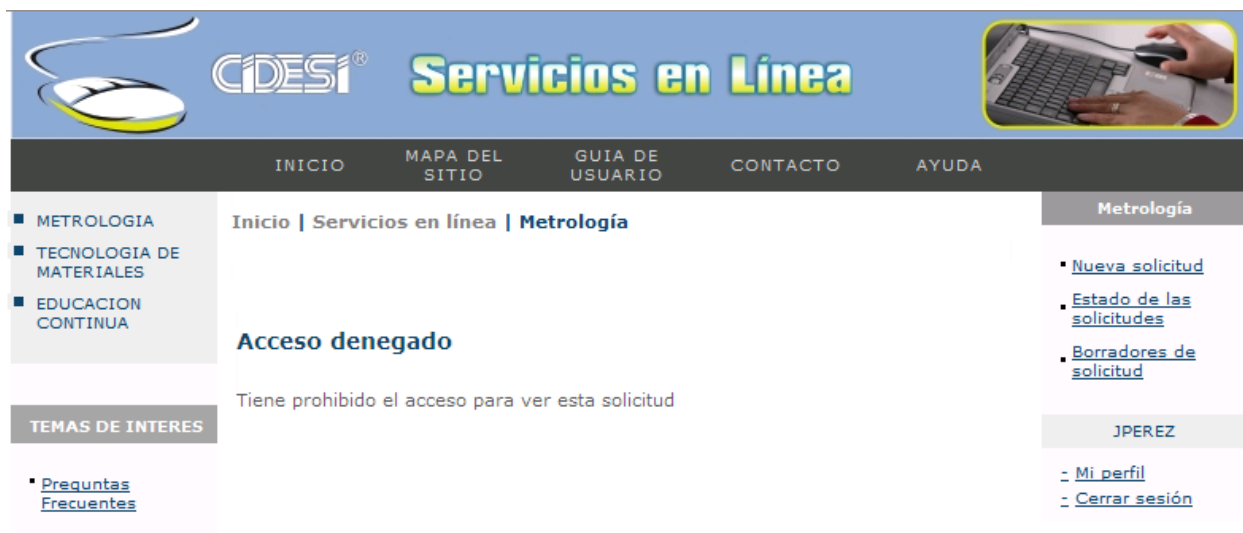 CIDESI® Servicios en Línea
INICIO
MAPA DEL
SITIO
GUIA DE
USUARIO
CONTACTO
AYUDA
METROLOGIA
TECNOLOGIA DE
MATERIALES
EDUCACION
CONTINUA
TEMAS DE INTERES
Preguntas
Frecuentes
Inicio | Servicios en línea | Metrología
Acceso denegado
Tiene prohibido el acceso para ver esta solicitud
Metrología
Nueva solicitud
Estado de las
solicitudes
Borradores de
solicitud
JPEREZ
- Mi perfil
- Cerrar sesión